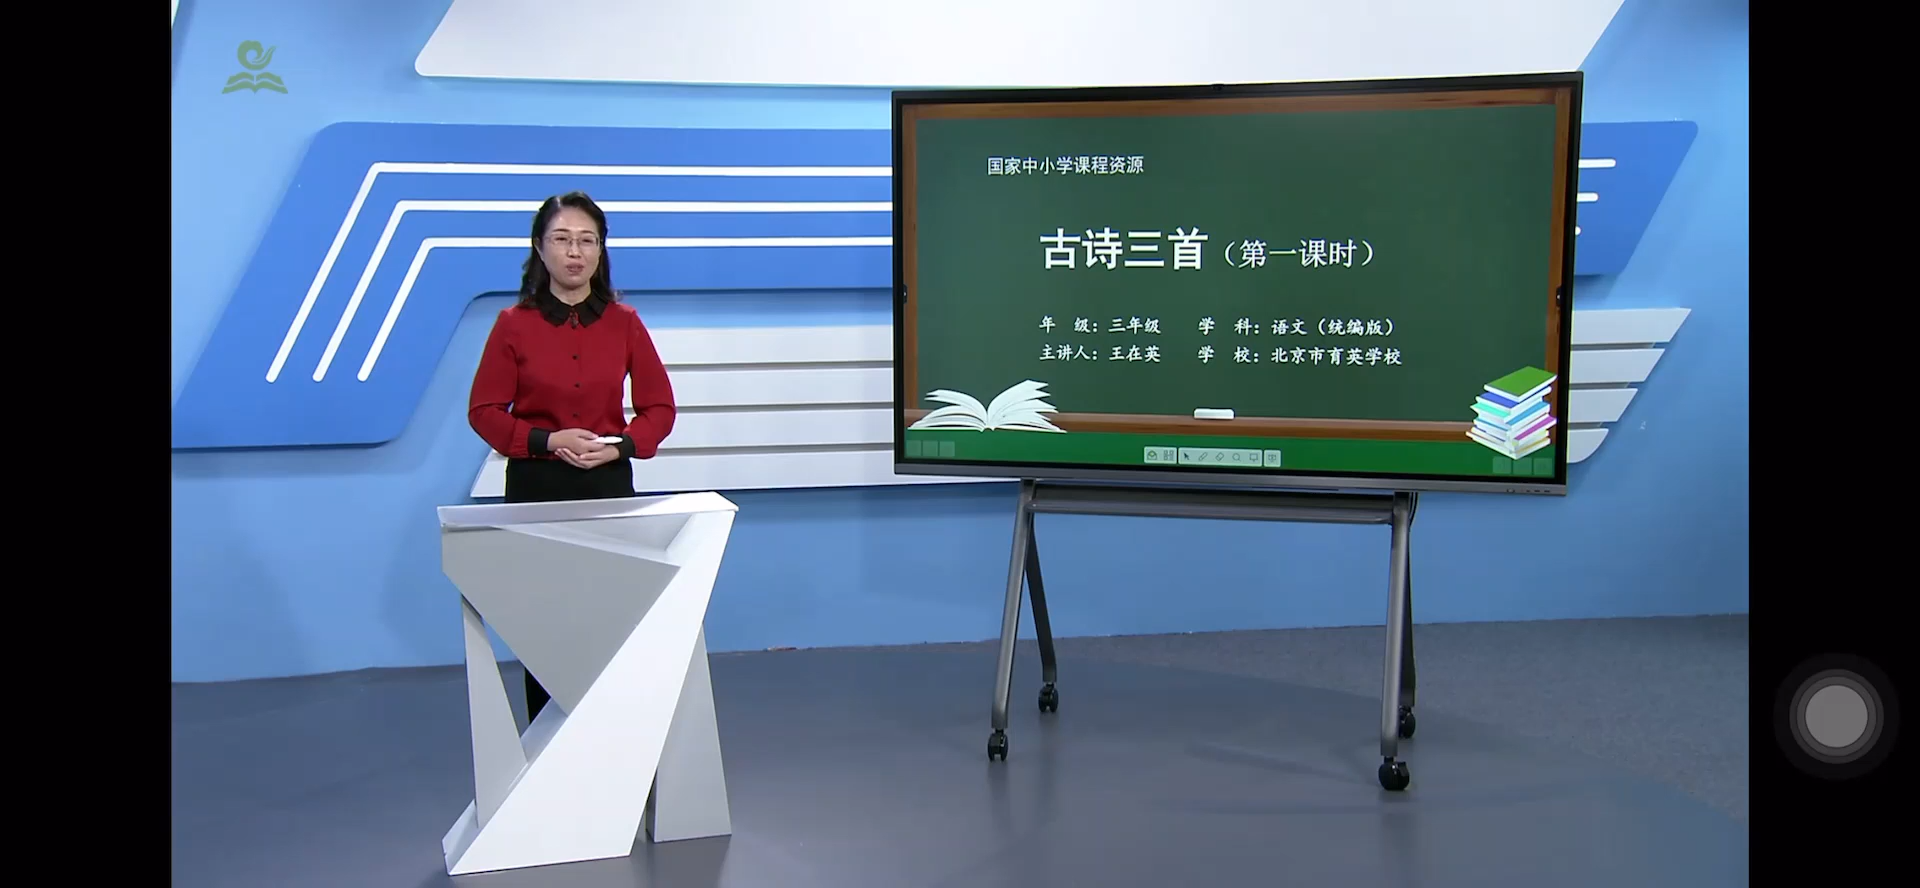 国家中小学课程资源
古诗三首（第一课时）
年 级：三年级 学 科：语文（统编版）
主讲人：王在英 学 校：北京市育英学校